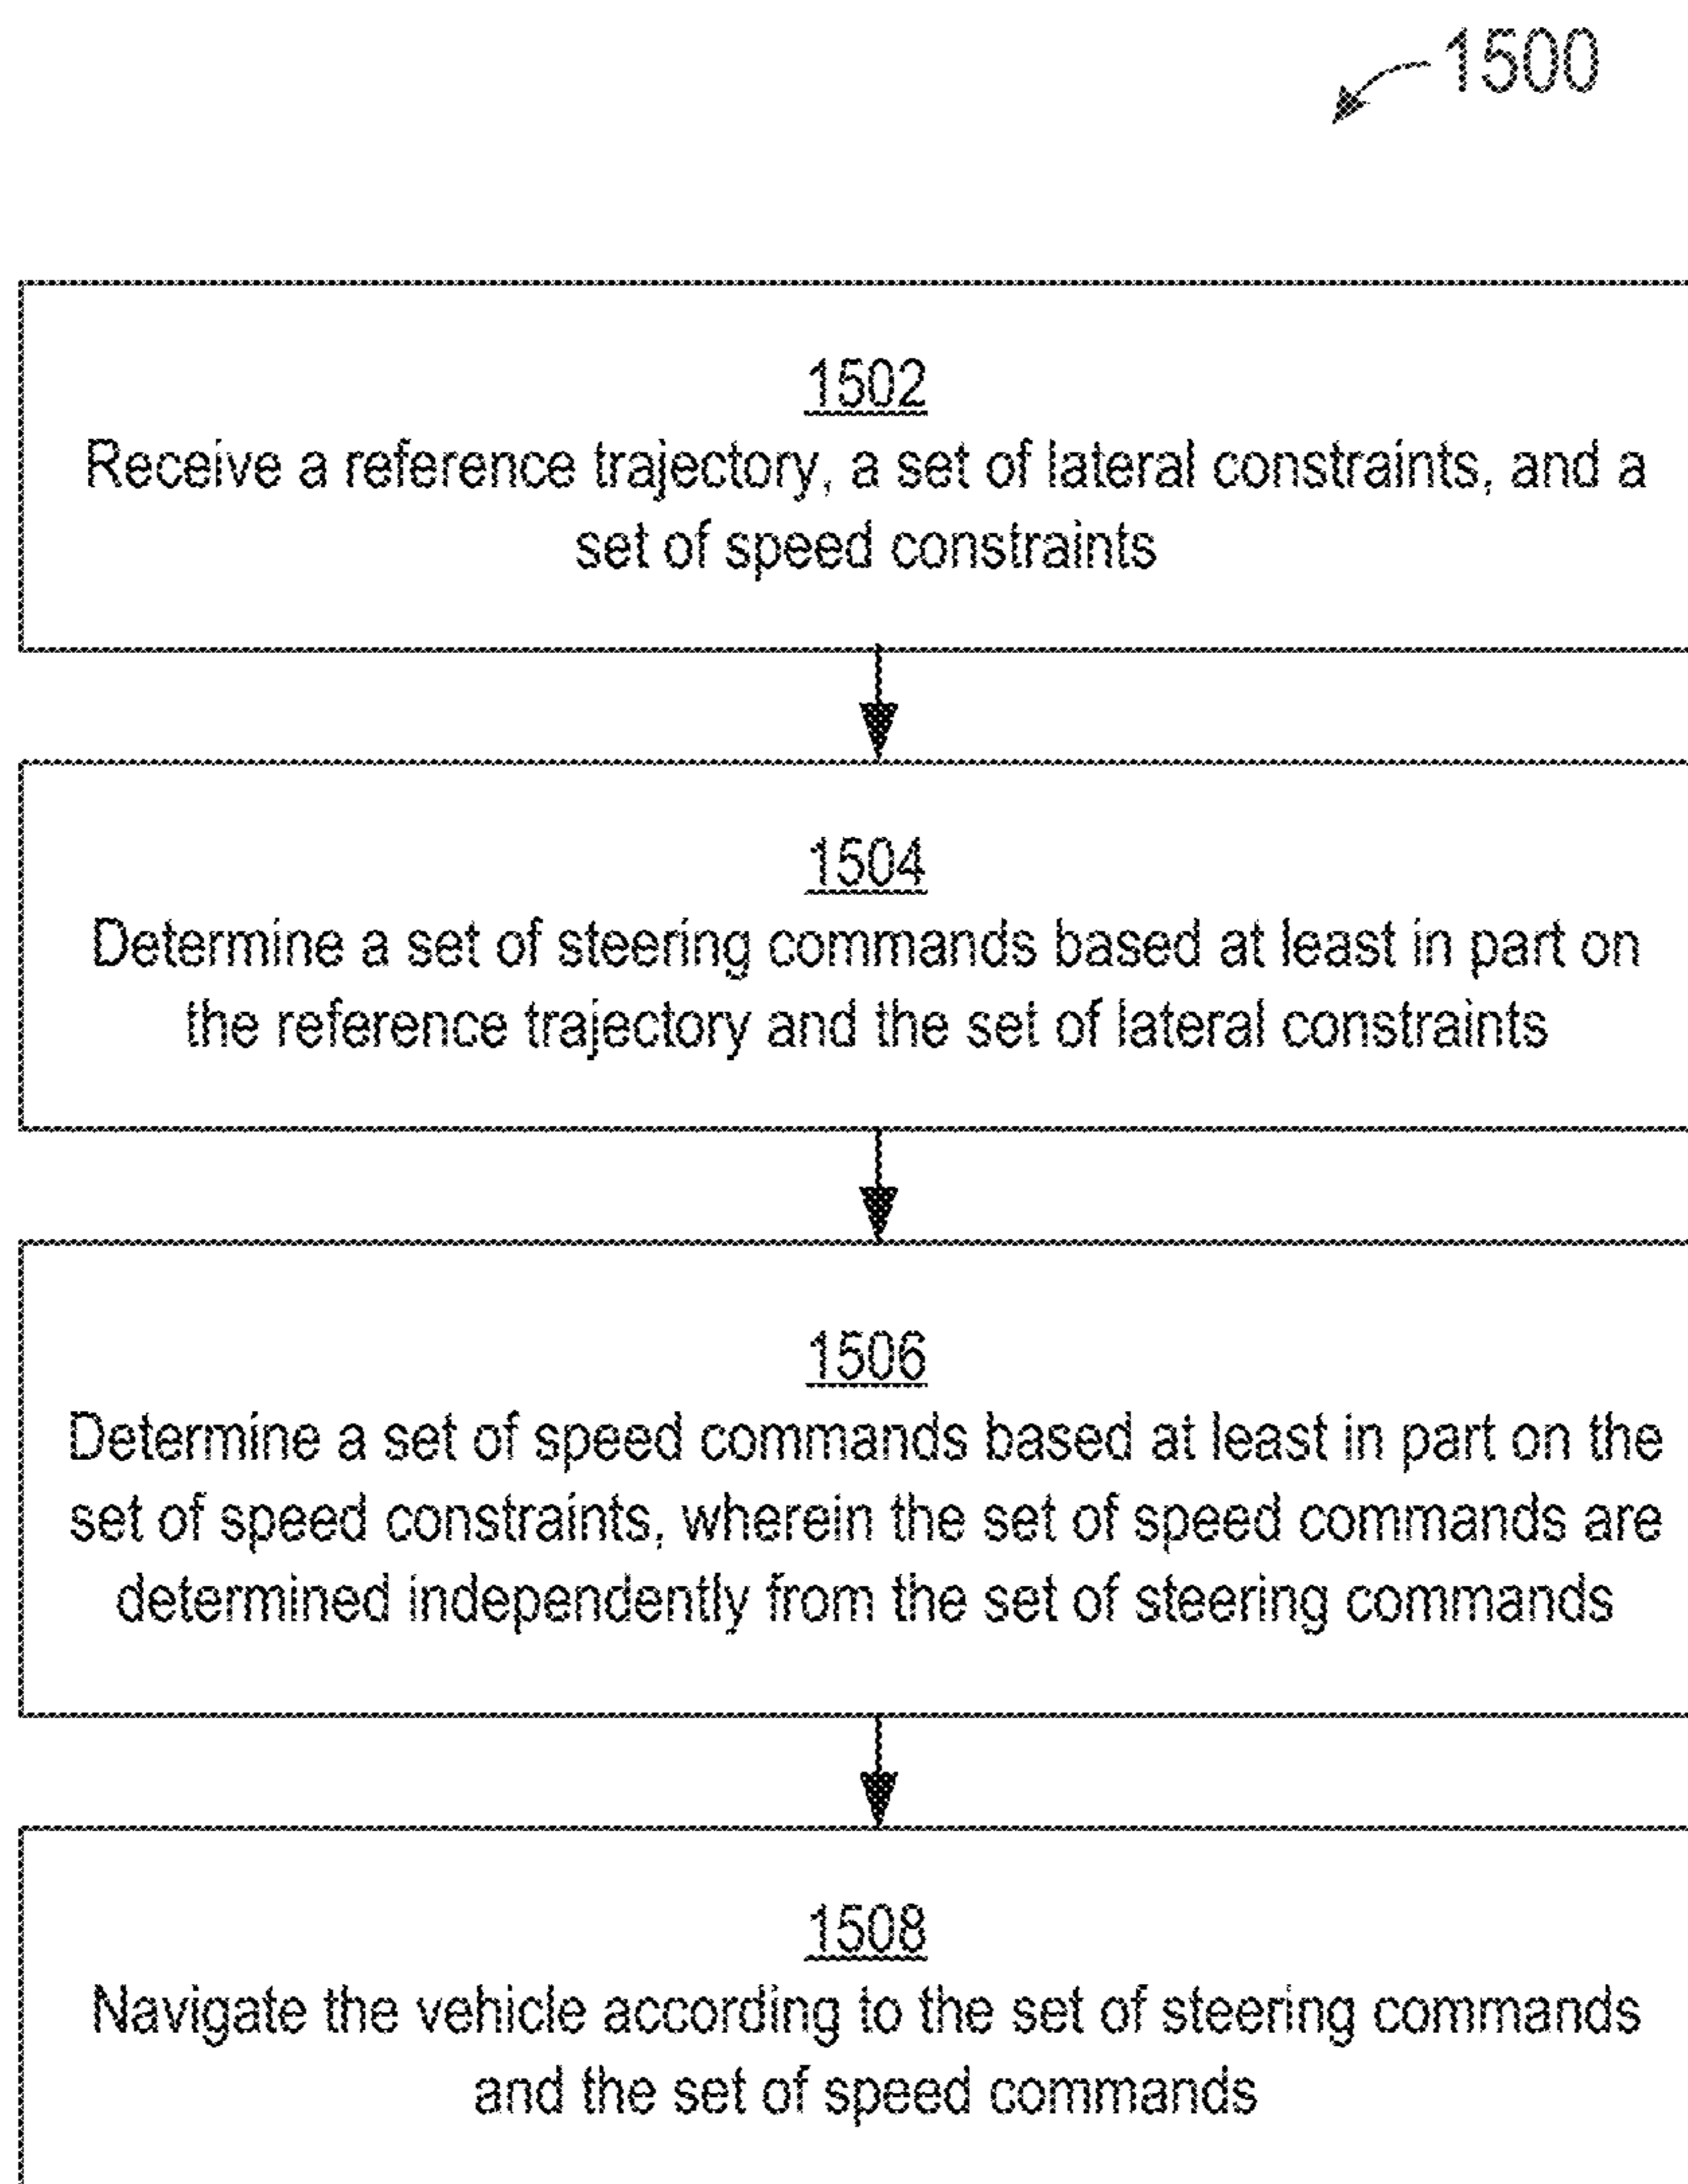 1500
1502
Receive a reference trajectory, a set of lateral constraints, and a
set of speed constraints
1504
Determine a set of steering commands based at least in part on
the reference trajectory and the set of lateral constraints
1506
Determine a set of speed commands based at least in part on the
set of speed constraints, wherein the set of speed commands are
determined independently from the set of steering commands
1508
Navigate the vehicle according to the set of steering commands
and the set of speed commands